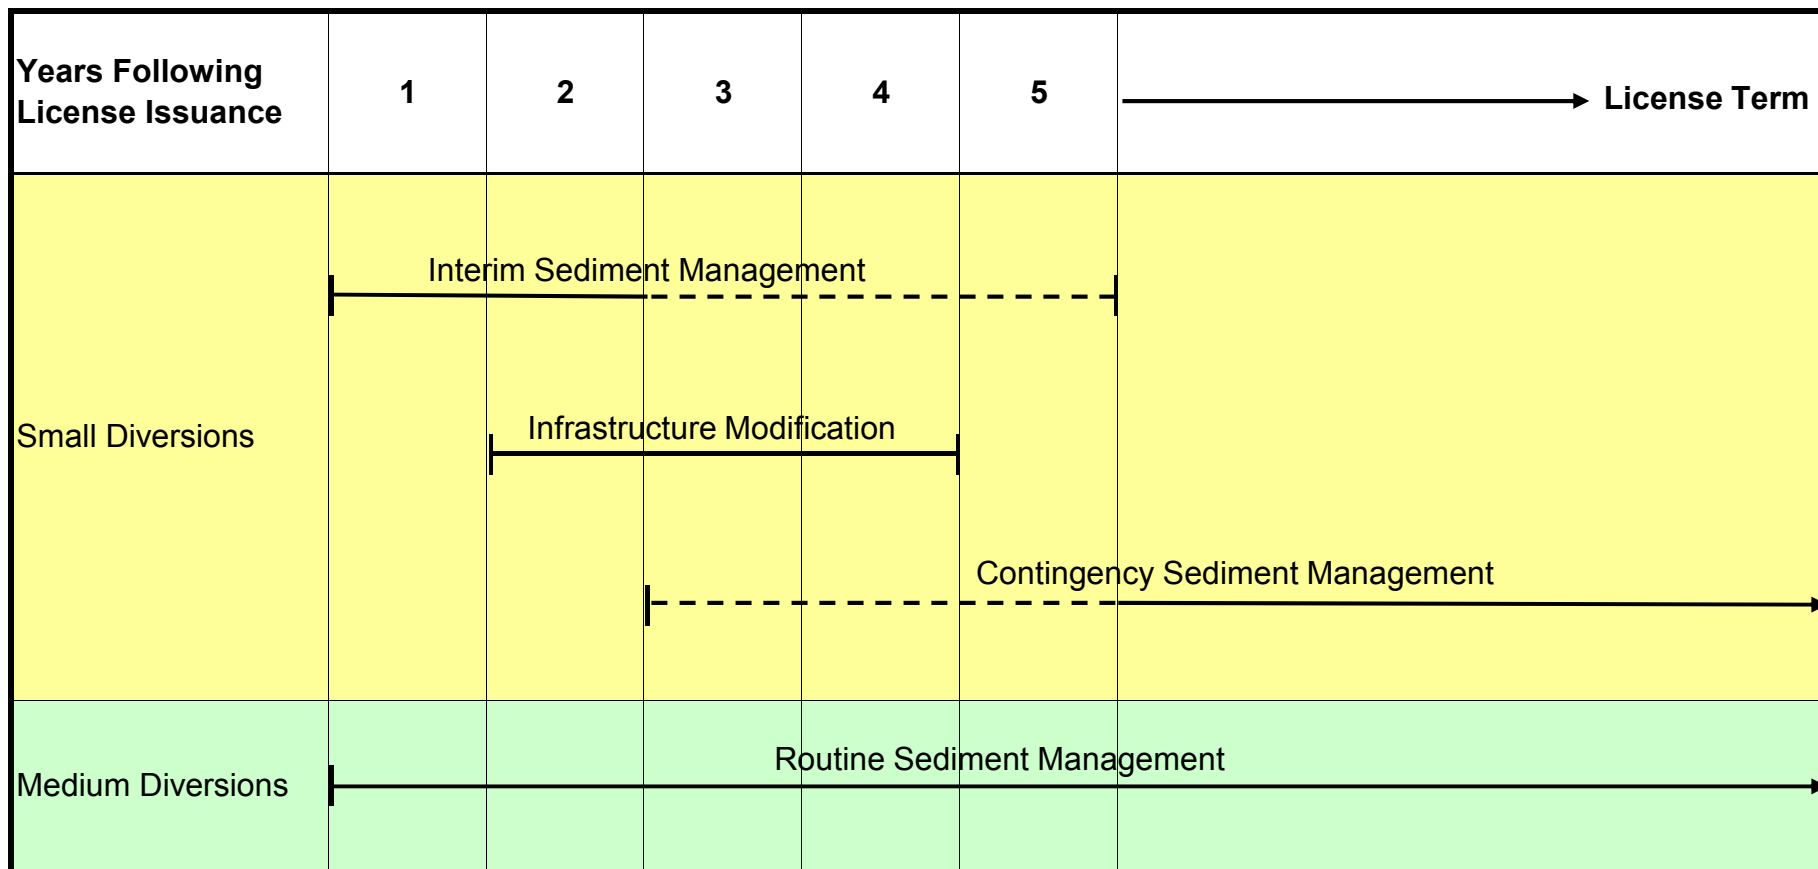 Years Following
License Issuance
1
2
3
4
5
License Term
Interim Sediment Management
Small Diversions
Infrastructure Modification
Contingency Sediment Management
Medium Diversions
Routine Sediment Management